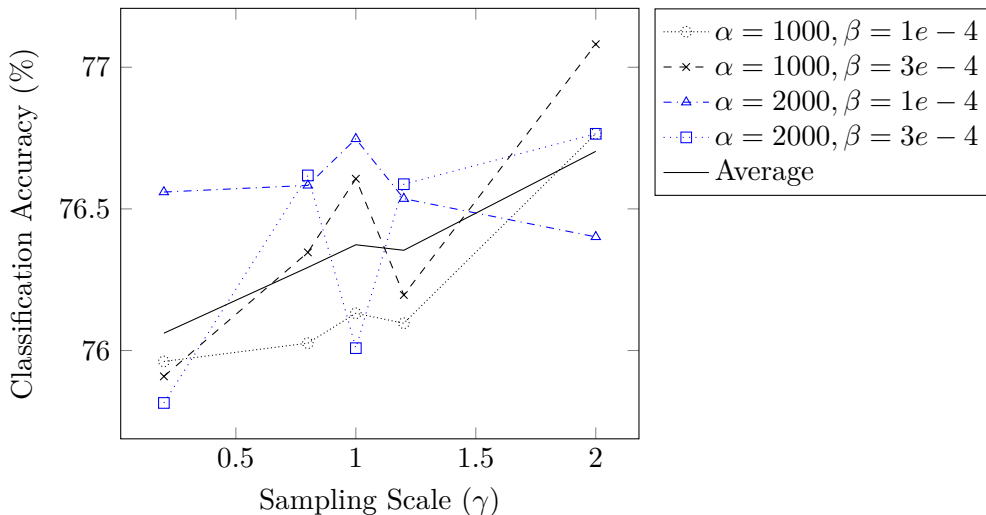 77
76.5
76
Classification Accuracy (%)
0.5 1 1.5 2
Sampling Scale (γ)
α = 1000, β = 1e − 4
α = 1000, β = 3e − 4
α = 2000, β = 1e − 4
α = 2000, β = 3e − 4
Average